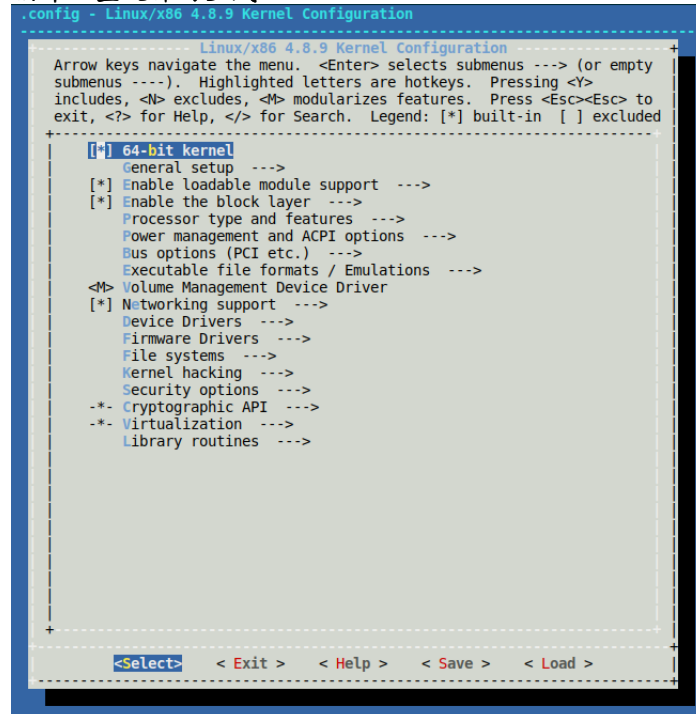 .config - Linux/x86 4.8.9 Kernel Configuration
Linux/x86 4.8.9 Kernel Configuration
Arrow keys navigate the menu.  <Enter> selects submenus ---> (or empty
submenus ----).  Highlighted letters are hotkeys.  Pressing <Y>
includes, <N> excludes, <M> modularizes features.  Press <Esc><Esc> to
exit, <?> for Help, </> for Search.  Legend: [*] built-in  [ ] excluded
[*] 64-bit kernel
General setup  --->
[*] Enable loadable module support  --->
[*] Enable the block layer  --->
Processor type and features  --->
Power management and ACPI options  --->
Bus options (PCI etc.)  --->
Executable file formats / Emulations  --->
<M> Volume Management Device Driver
[*] Networking support  --->
Device Drivers  --->
Firmware Drivers  --->
File systems  --->
Kernel hacking  --->
Security options  --->
-*- Cryptographic API  --->
-*- Virtualization  --->
Library routines  --->
<Select>    < Exit >    < Help >    < Save >    < Load >